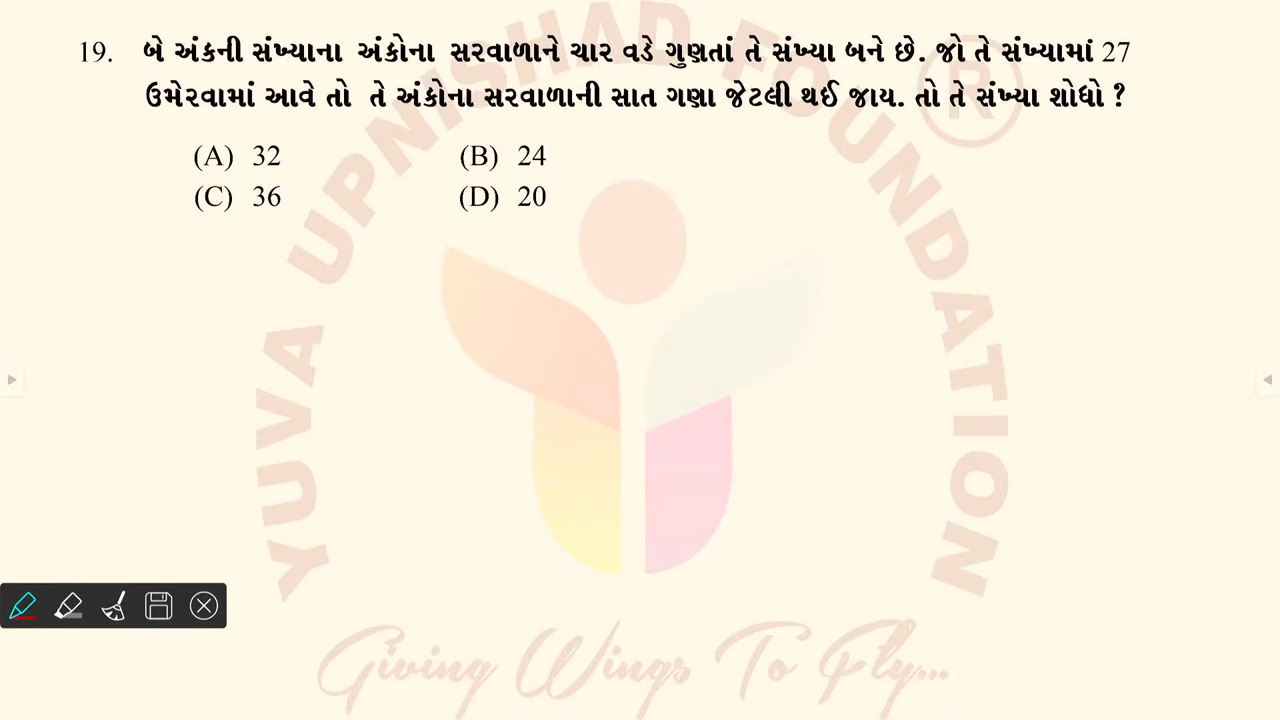 19. બે અંકની સંખ્યાના અંકોના સરવાળાને ચાર વડે ગુણતાં તે સંખ્યા બને છે. જો તે સંખ્યામાં 27
ઉમેરવામાં આવે તો તે અંકોના સરવાળાની સાત ગણા જેટલી થઈ જાય. તો તે સંખ્યા શોધો ?
(A) 32 (B) 24
(C) 36 (D) 20
YUVA UPNISHAD FOUNDATION
®
Giving Wings To Fly...